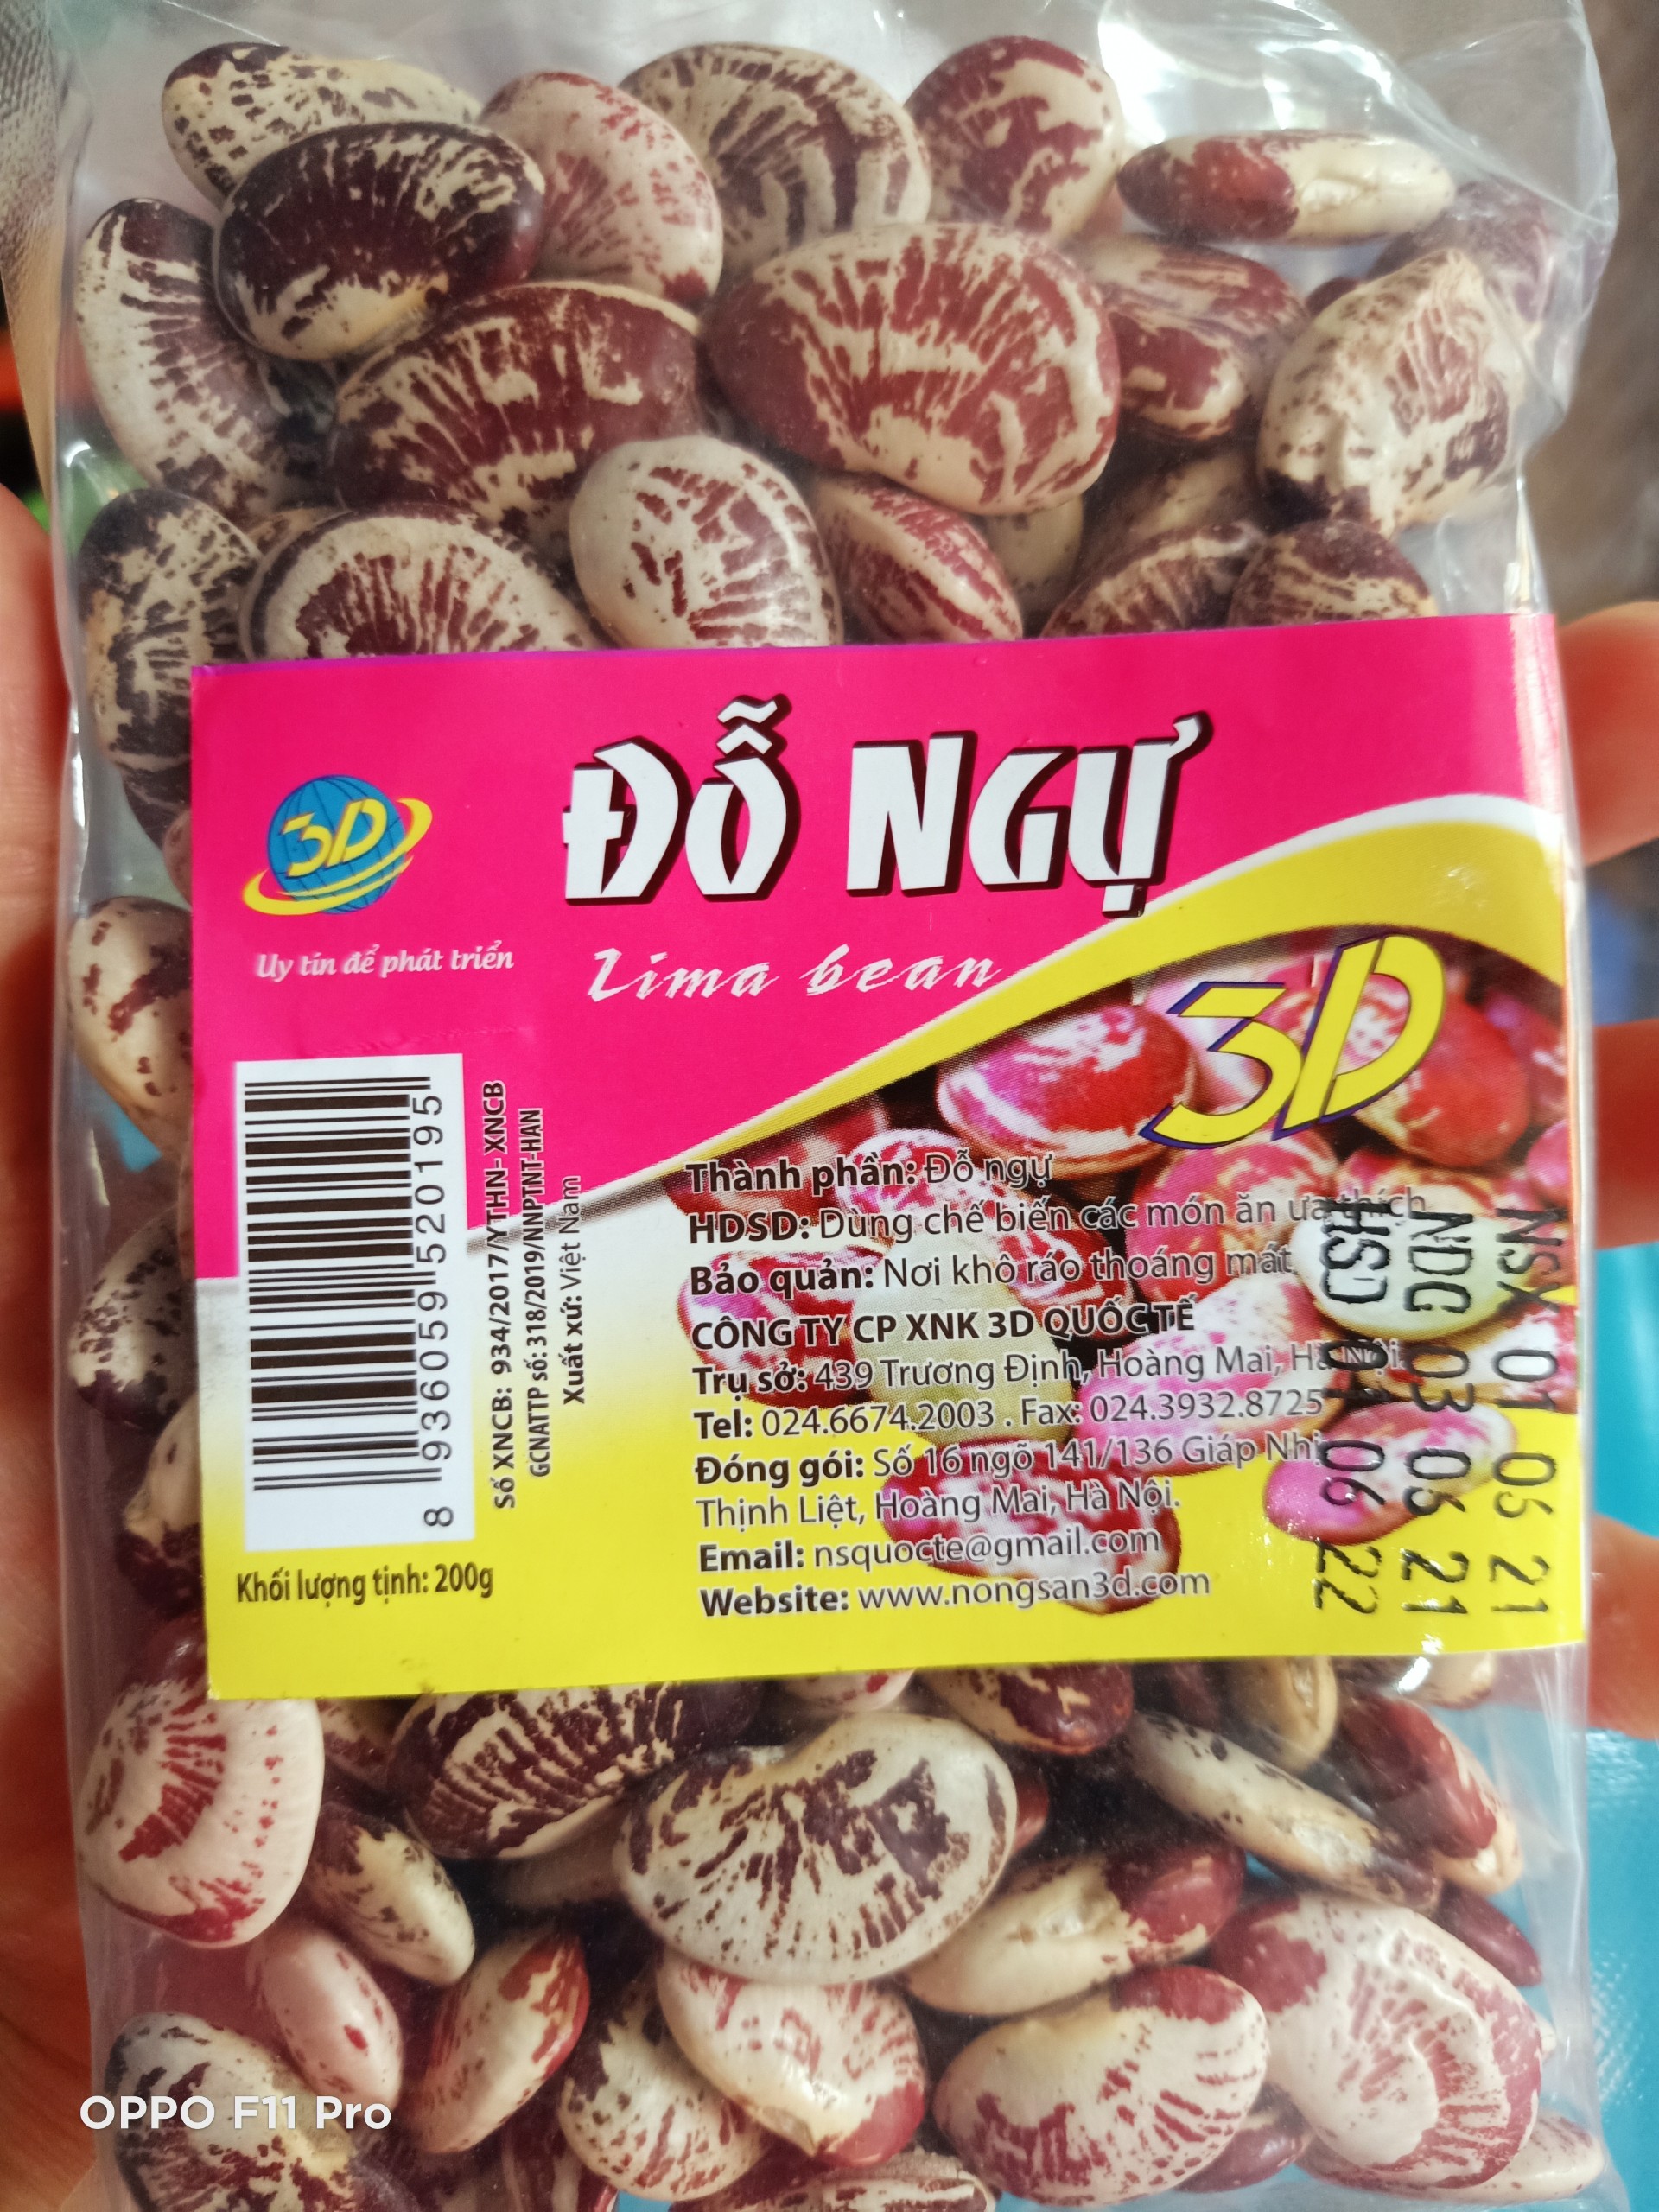 ĐỖ NGỰ
3D
Uy tín để phát triển
Lima bean
3D
8 936059 520195
Số XNCB: 934/2017/YTHN- XNCB
GCNATTP số: 318/2019/NNPTNT-HAN
Xuất xứ: Việt Nam
Khối lượng tịnh: 200g
Thành phần: Đỗ ngự
HDSD: Dùng chế biến các món ăn ưa thích
Bảo quản: Nơi khô ráo thoáng mát.
CÔNG TY CP XNK 3D QUỐC TẾ
Trụ sở: 439 Trương Định, Hoàng Mai, Hà Nội.
Tel: 024.6674.2003 . Fax: 024.3932.8725
Đóng gói: Số 16 ngõ 141/136 Giáp Nhị
Thịnh Liệt, Hoàng Mai, Hà Nội.
Email: nsquocte@gmail.com
Website: www.nongsan3d.com
NSX 01 06 21
NDG 03 06 21
HSD 01 06 22
OPPO F11 Pro